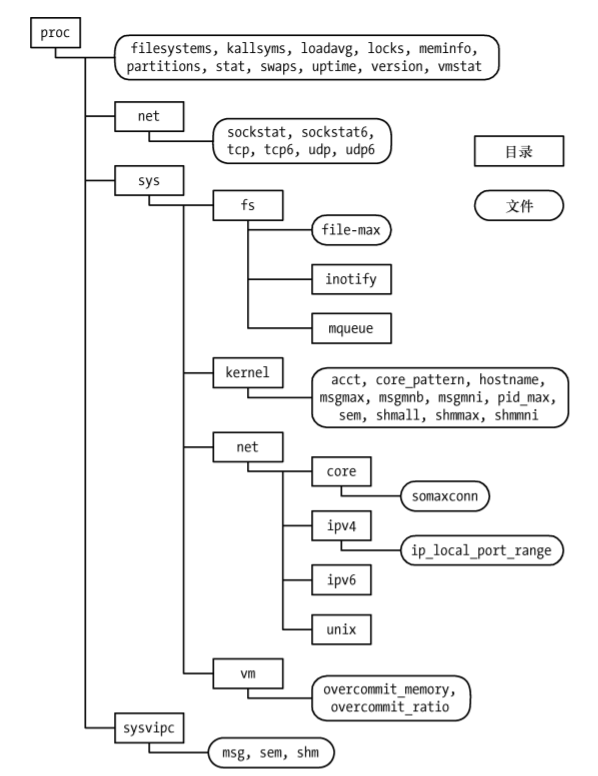 proc
filesystems, kallsyms, loadavg, locks, meminfo,
partitions, stat, swaps, uptime, version, vmstat
net
sockstat, sockstat6,
tcp, tcp6, udp, udp6
目录
sys
文件
fs
file-max
inotify
mqueue
kernel
acct, core_pattern, hostname,
msgmax, msgmnb, msgmni, pid_max,
sem, shmall, shmmax, shmmni
net
core
somaxconn
ipv4
ip_local_port_range
ipv6
unix
vm
overcommit_memory,
overcommit_ratio
sysvipc
msg, sem, shm